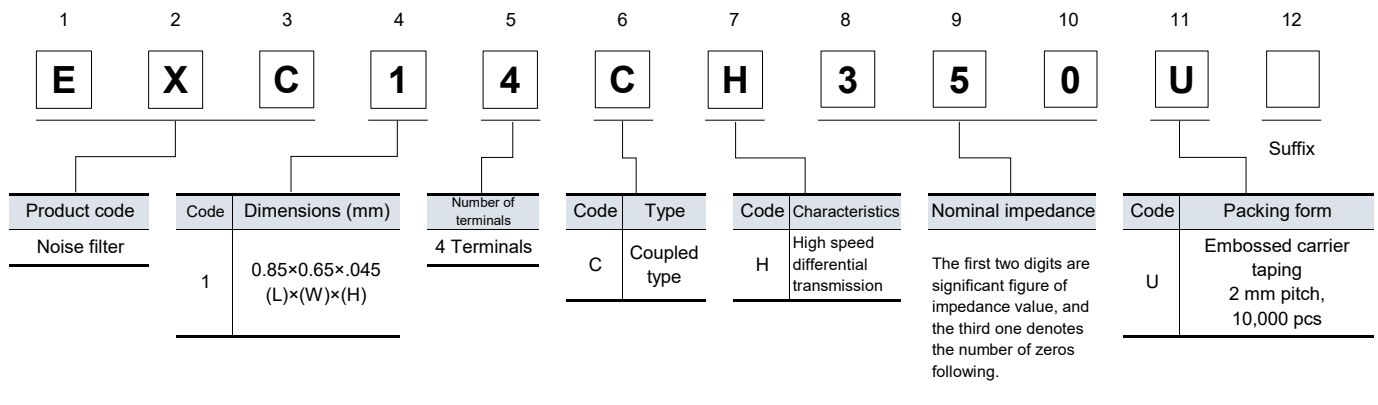 1 2 3 4 5 6 7 8 9 10 11 12
E X C 1 4 C H 3 5 0 U
Suffix
Product code
Noise filter
Code Dimensions (mm)
1 0.85×0.65×.045
(L)×(W)×(H)
Number of
terminals
4 Terminals
Code Type
C Coupled
type
Code Characteristics
H High speed
differential
transmission
Nominal impedance
The first two digits are
significant figure of
impedance value, and
the third one denotes
the number of zeros
following.
Code Packing form
U Embossed carrier
taping
2 mm pitch,
10,000 pcs